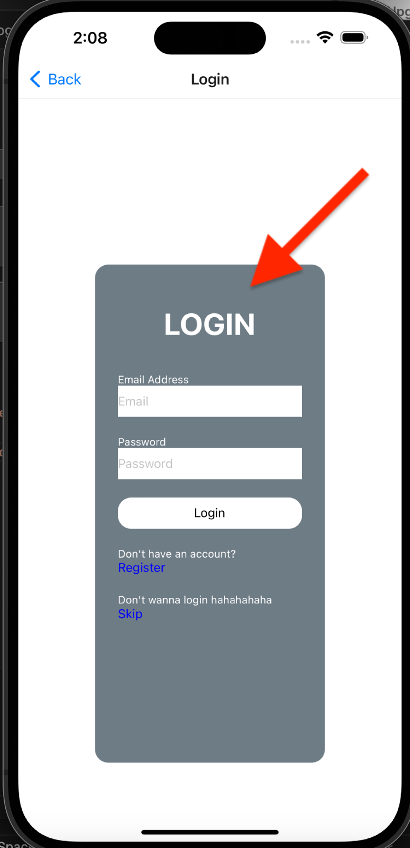 2:08
Back
Login
LOGIN
Email Address
Email
Password
Password
Login
Don't have an account?
Register
Don't wanna login hahahahaha
Skip